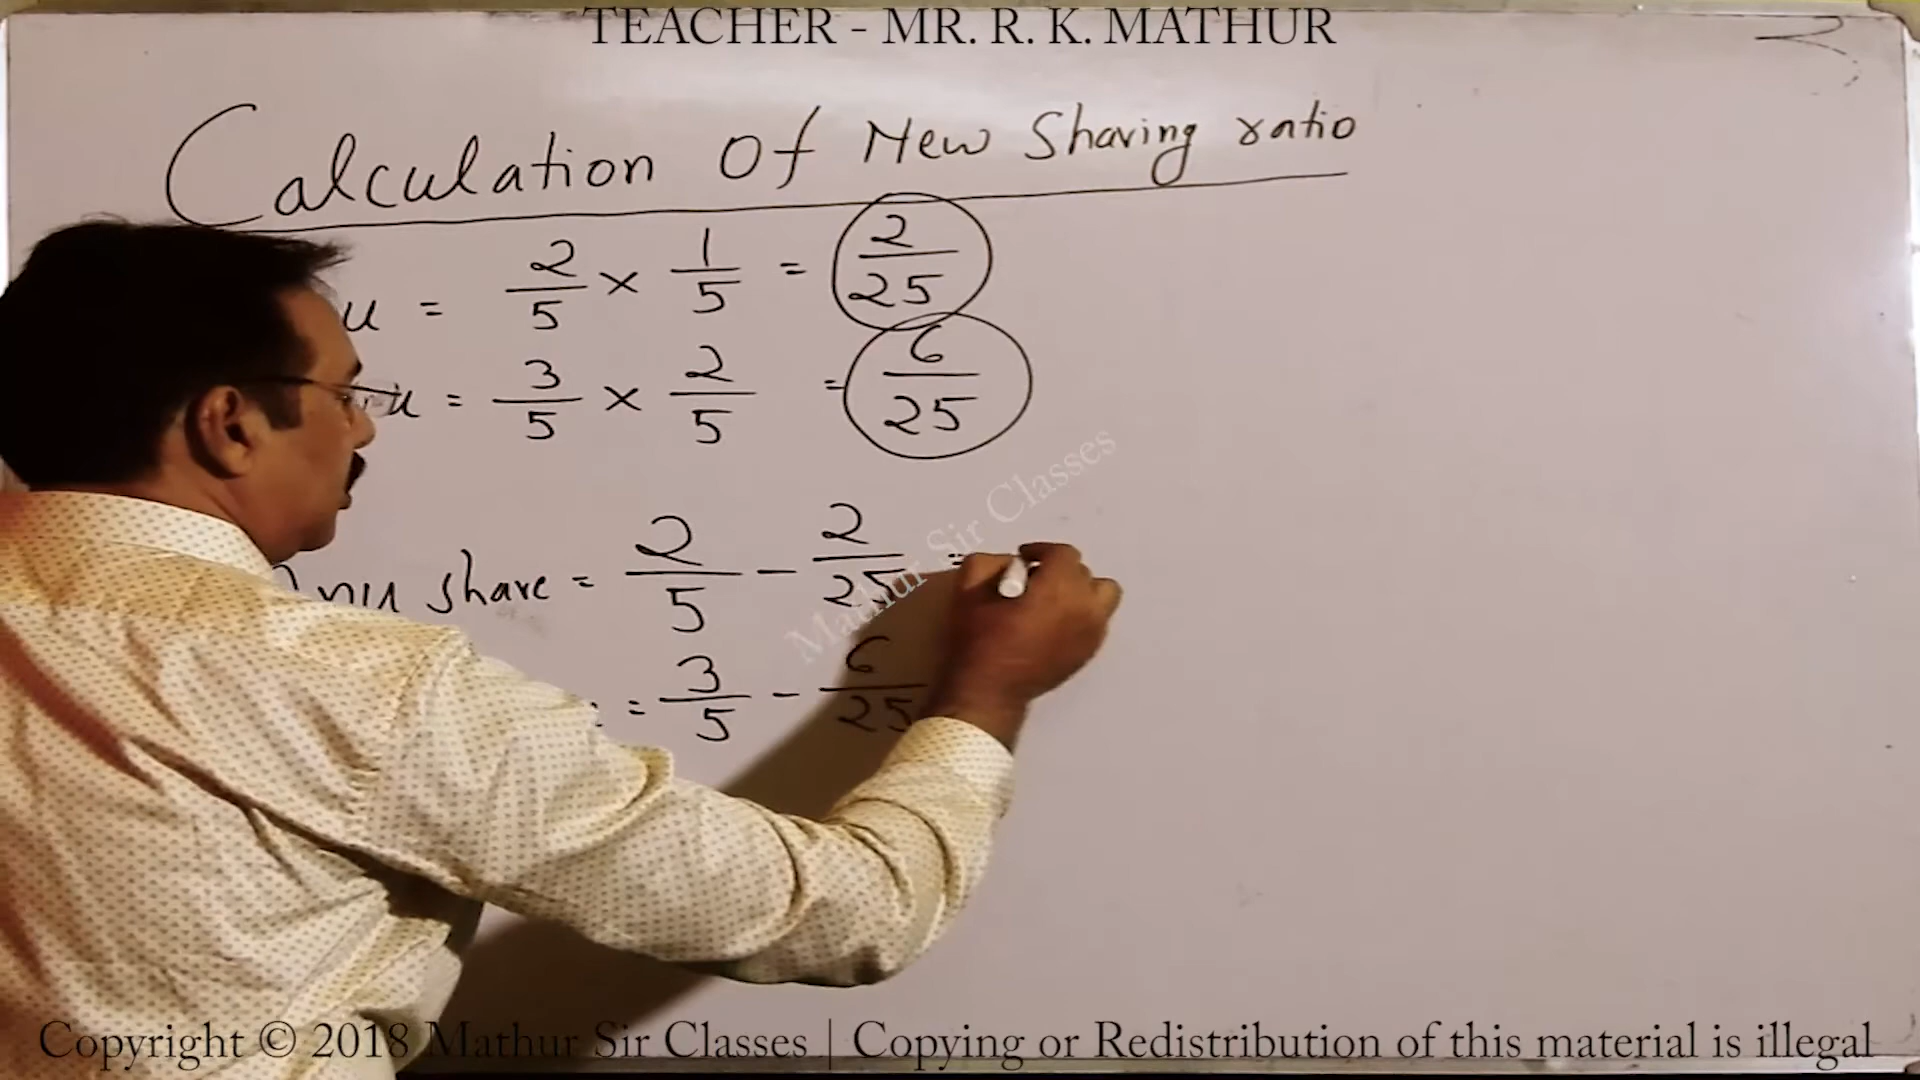 TEACHER - MR. R. K. MATHUR
Calculation Of New Sharing ratio
= 2/5 × 1/5 = 2/25
= 3/5 × 2/5 = 6/25
share = 2/5 - 2/25 =
= 3/5 - 6/25
Mathur Sir Classes
Copyright © 2018 Mathur Sir Classes | Copying or Redistribution of this material is illegal